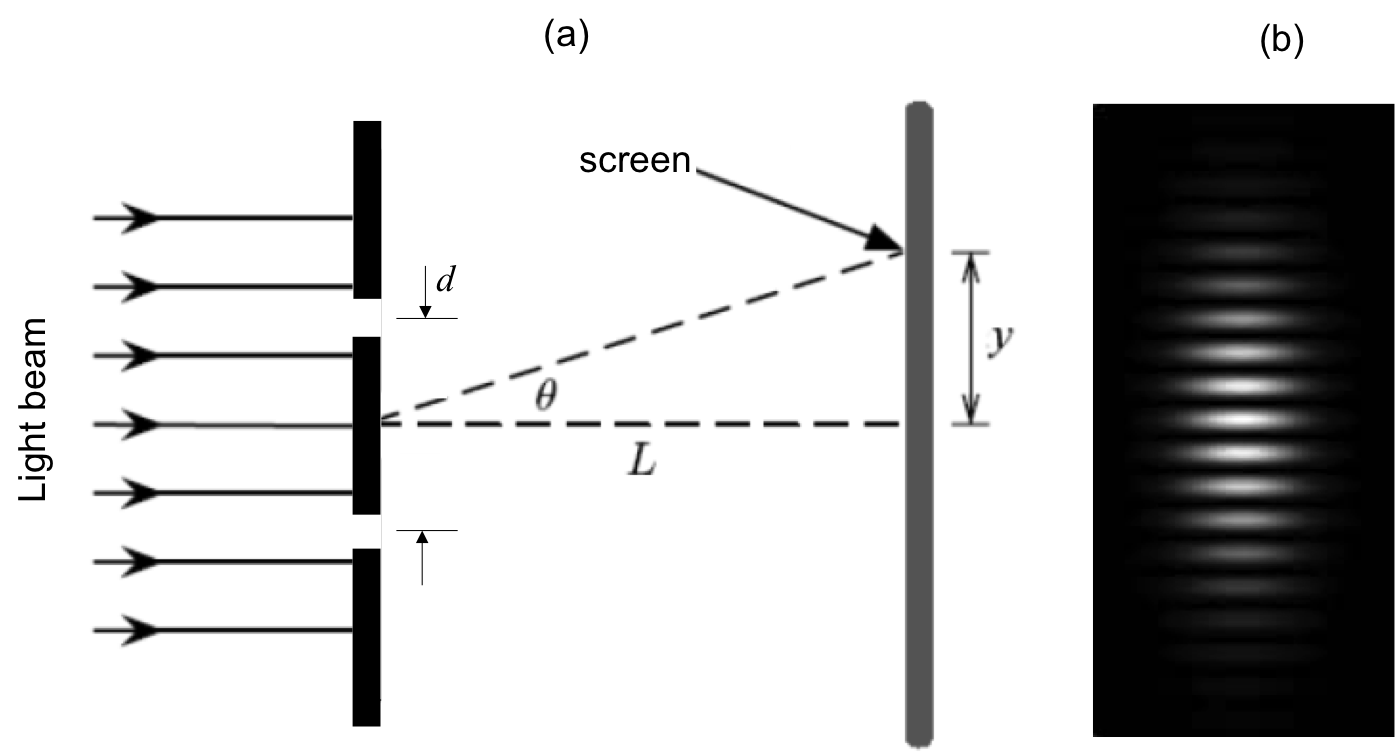 (a)
(b)
screen
d
Light beam
θ
y
L